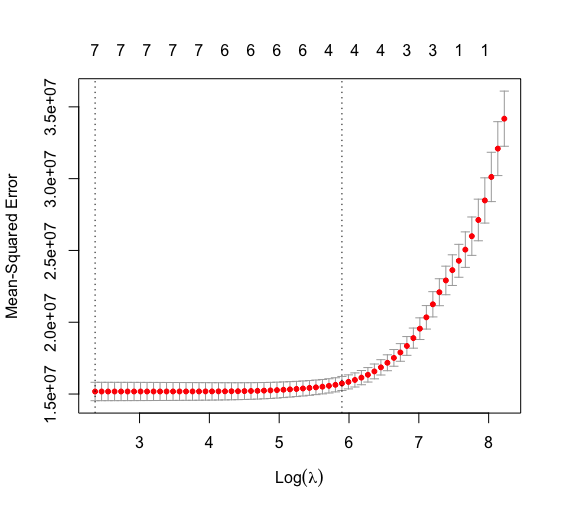 7 7 7 7 7 6 6 6 6 4 4 4 3 3 1 1
Mean-Squared Error
3.5e+07
3.0e+07
2.5e+07
2.0e+07
1.5e+07
3 4 5 6 7 8
Log(λ)